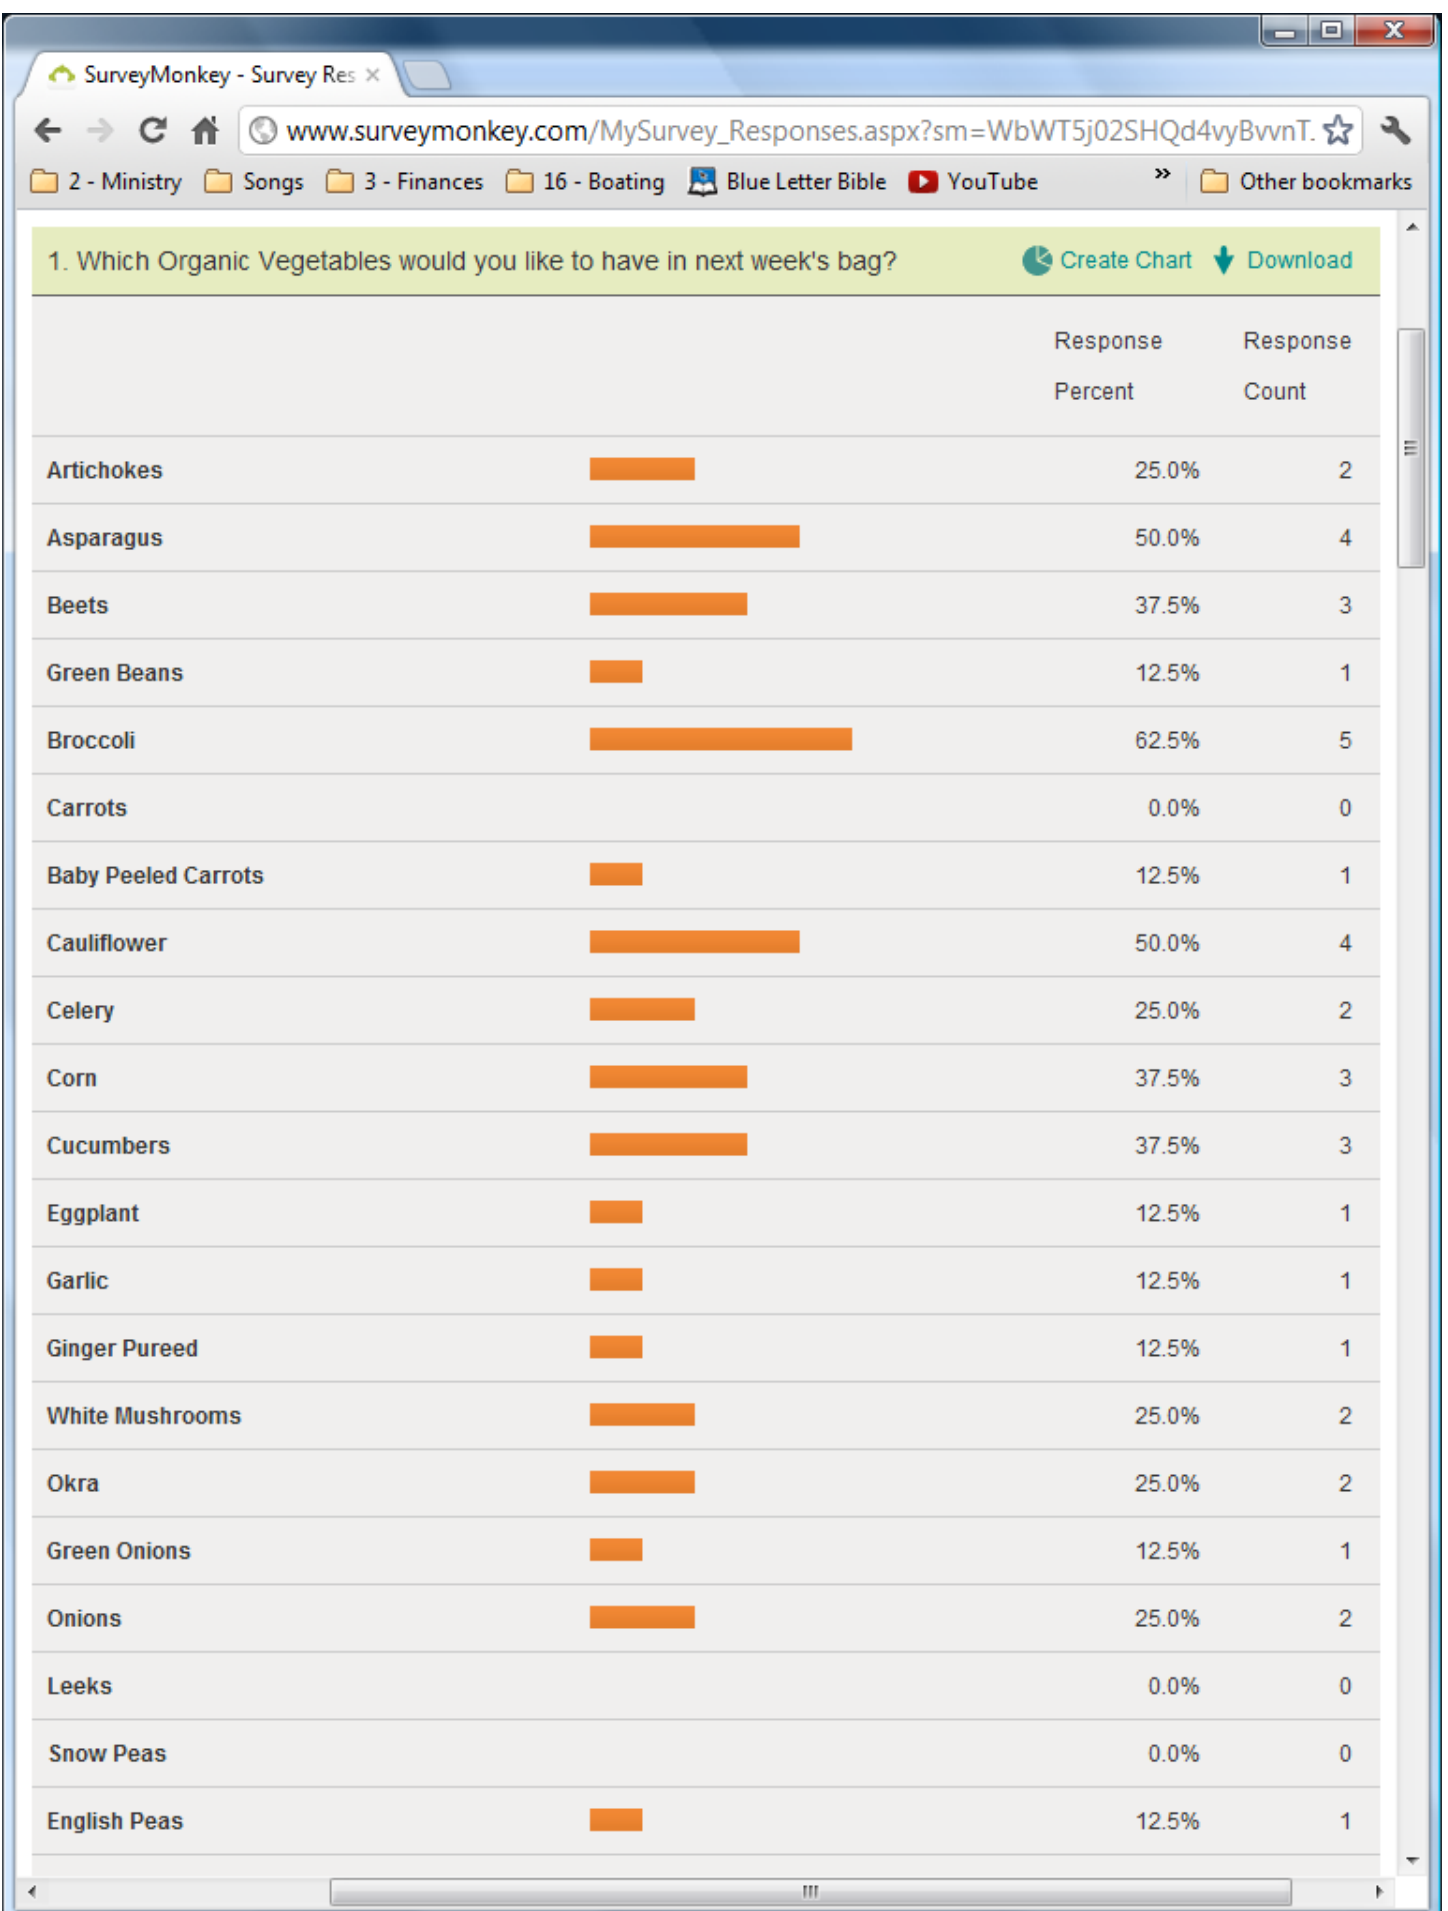 SurveyMonkey - Survey Res
www.surveymonkey.com/MySurvey_Responses.aspx?sm=WbWT5j02SHQd4vyBvvnT.
2 - Ministry Songs 3 - Finances 16 - Boating Blue Letter Bible YouTube » Other bookmarks
1. Which Organic Vegetables would you like to have in next week's bag? Create Chart Download
Response Response
Percent Count
Artichokes 25.0% 2
Asparagus 50.0% 4
Beets 37.5% 3
Green Beans 12.5% 1
Broccoli 62.5% 5
Carrots 0.0% 0
Baby Peeled Carrots 12.5% 1
Cauliflower 50.0% 4
Celery 25.0% 2
Corn 37.5% 3
Cucumbers 37.5% 3
Eggplant 12.5% 1
Garlic 12.5% 1
Ginger Pureed 12.5% 1
White Mushrooms 25.0% 2
Okra 25.0% 2
Green Onions 12.5% 1
Onions 25.0% 2
Leeks 0.0% 0
Snow Peas 0.0% 0
English Peas 12.5% 1